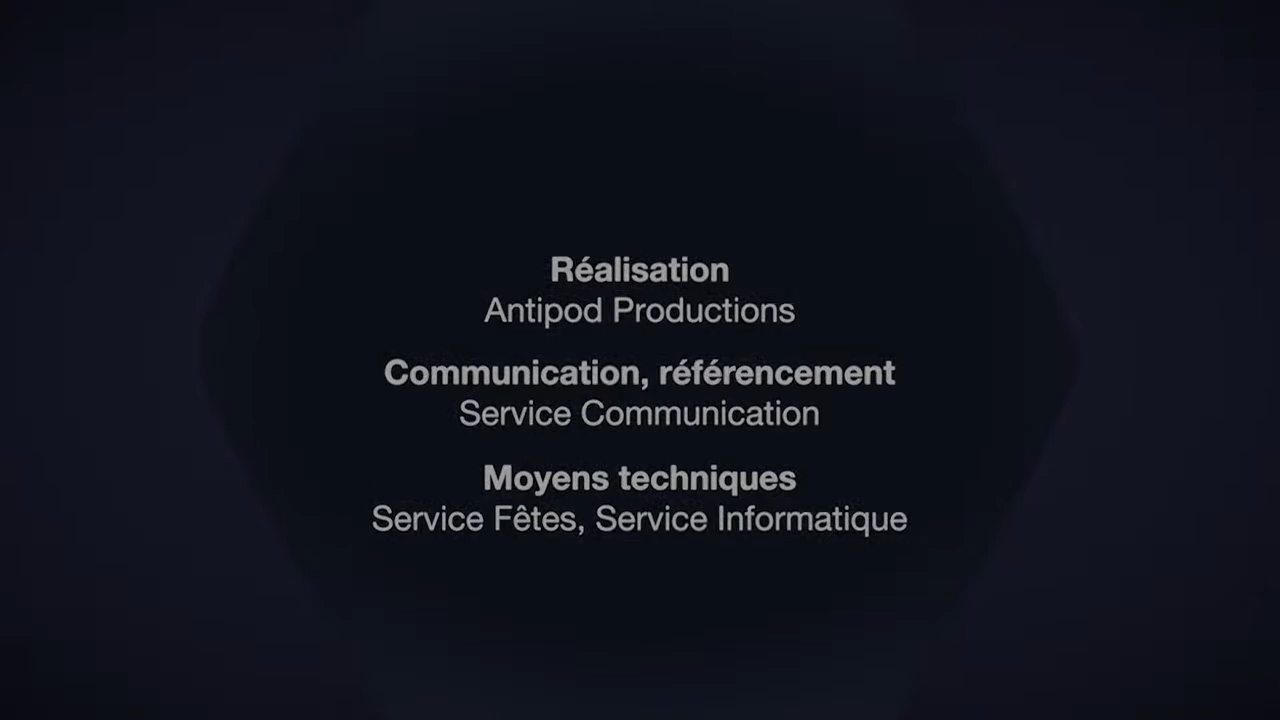 Réalisation
Antipod Productions
Communication, référencement
Service Communication
Moyens techniques
Service Fêtes, Service Informatique